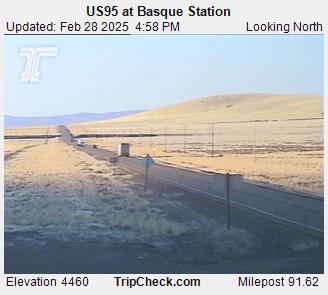 US95 at Basque Station
Updated: Feb 28 2025 4:58 PM Looking North
Elevation 4460 TripCheck.com Milepost 91.62